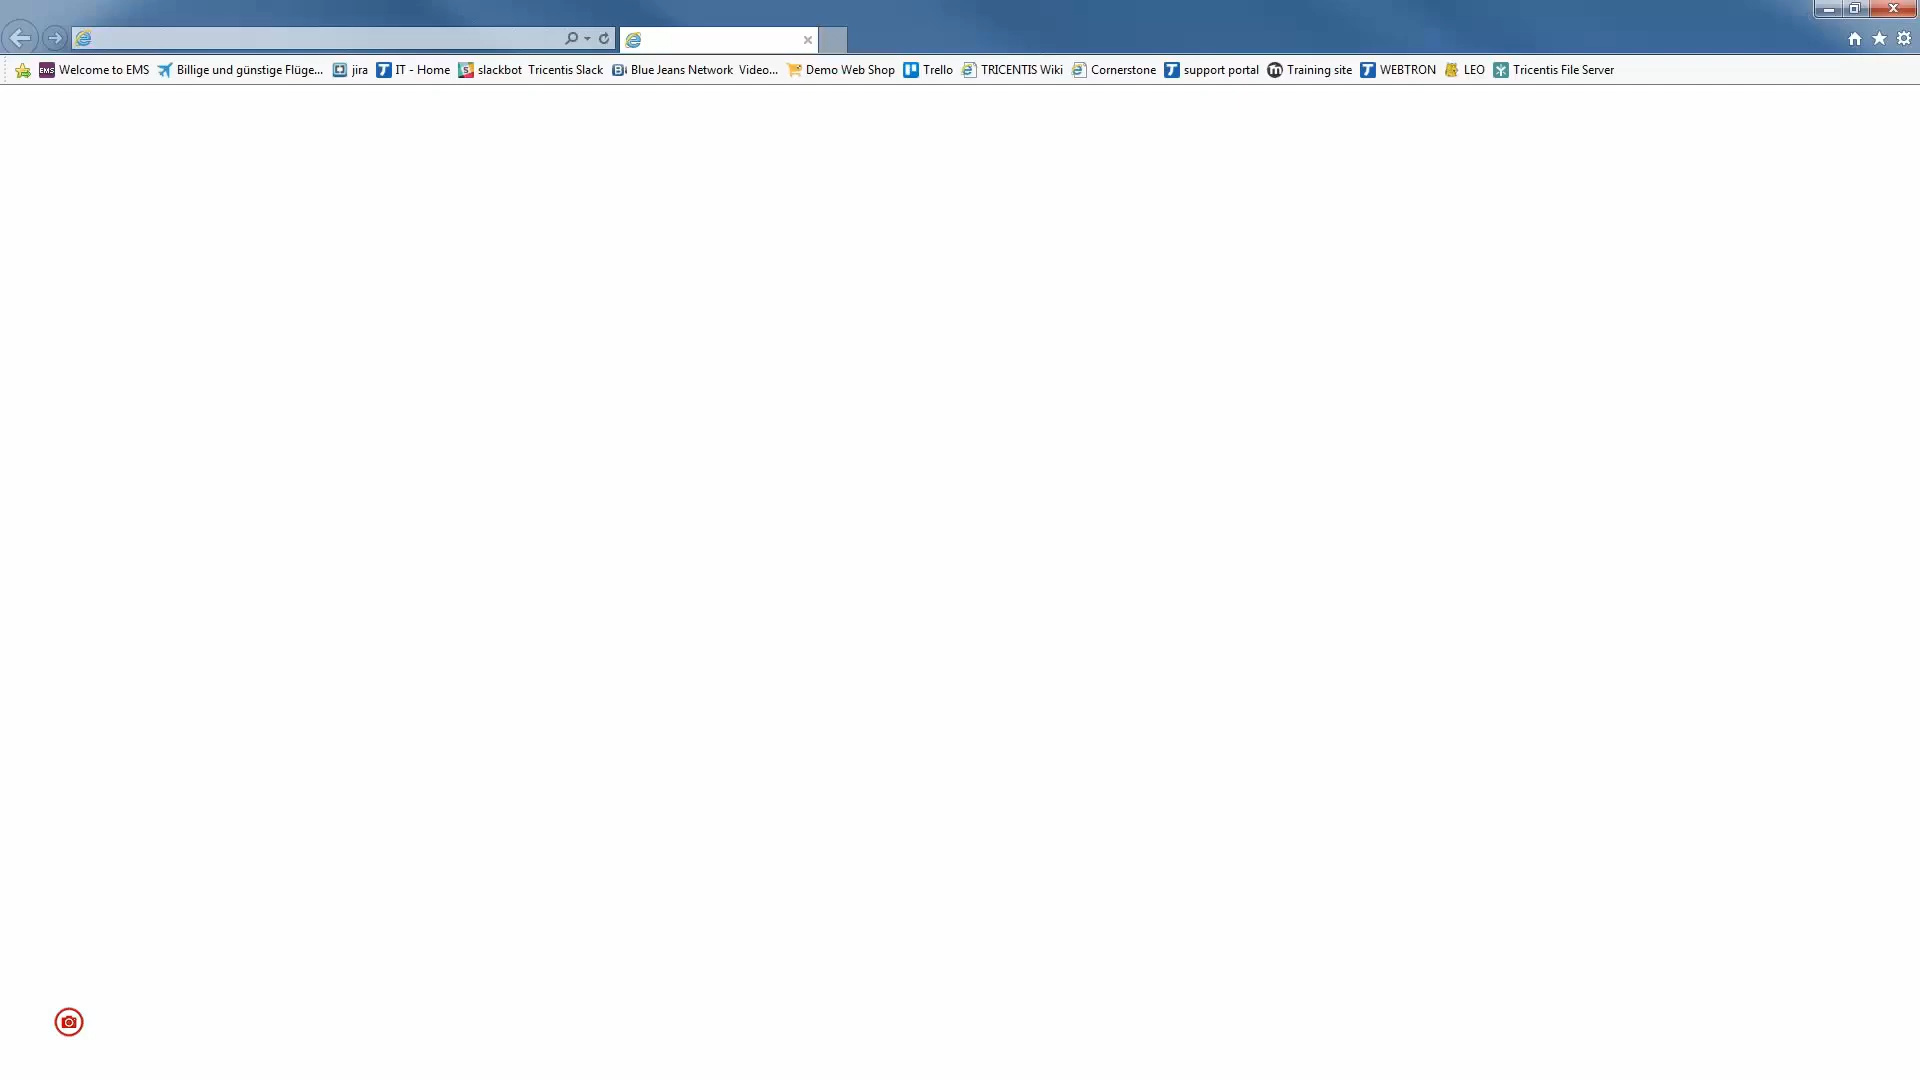 EMS Welcome to EMS Billige und günstige Flüge... jira IT - Home slackbot Tricentis Slack Blue Jeans Network Video... Demo Web Shop Trello TRICENTIS Wiki Cornerstone support portal Training site WEBTRON LEO Tricentis File Server